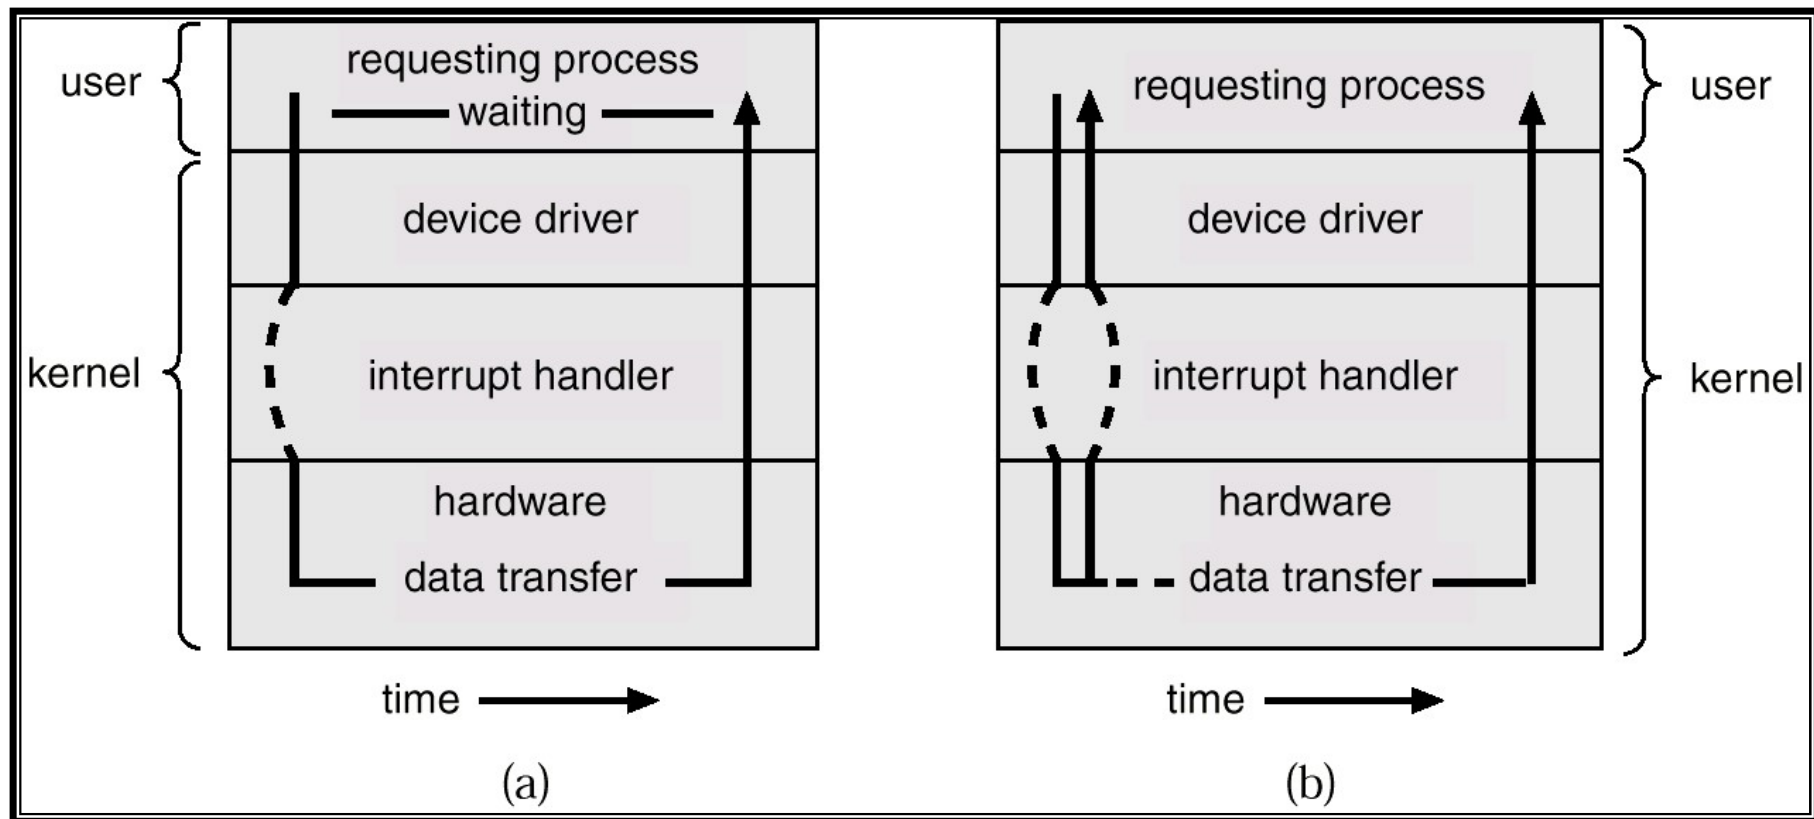 user
requesting process
waiting
device driver
kernel
interrupt handler
hardware
data transfer
time
(a)
requesting process
user
device driver
interrupt handler
kernel
hardware
data transfer
time
(b)